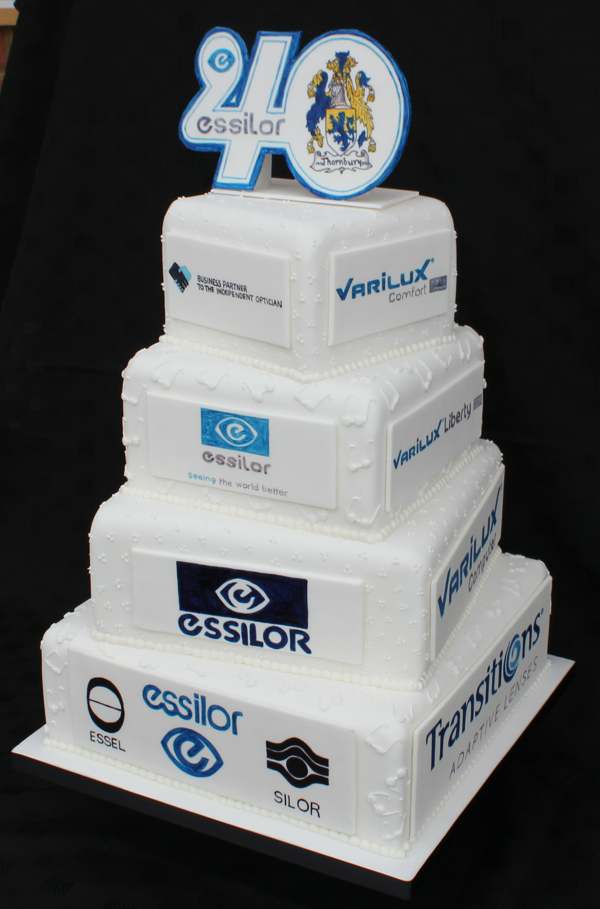 40
essilor
Thornbury
BUSINESS PARTNER
TO THE INDEPENDENT OPTICIAN
VARILUX®
Comfort
essilor
seeing the world better
VARILUX® Liberty
ESSILOR
VARILUX
essilor
ESSEL
SILOR
Transitions®
ADAPTIVE LENSES